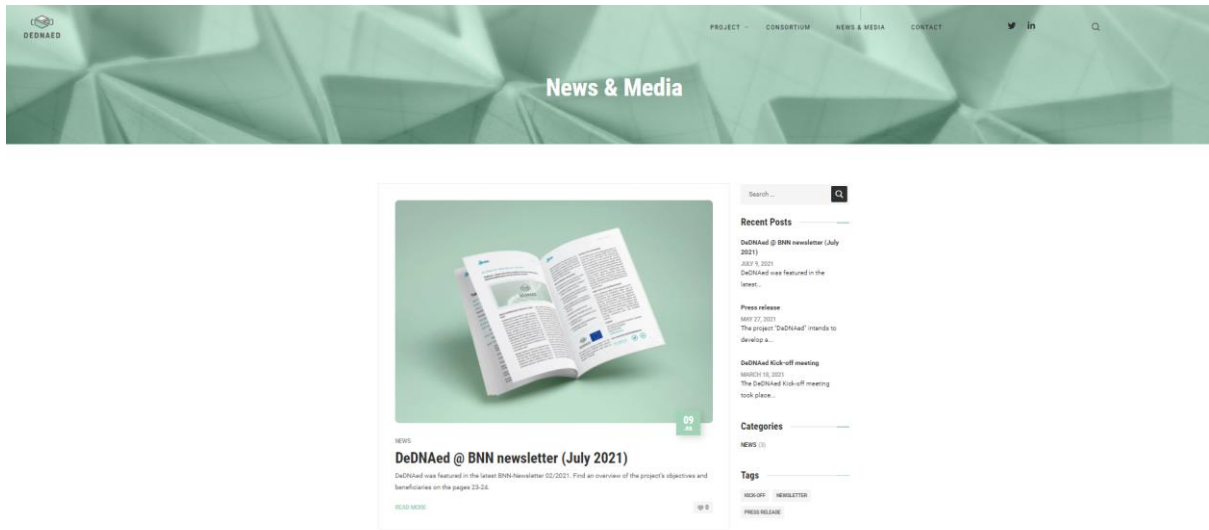 DEDNAED
PROJECT
CONSORTIUM
NEWS & MEDIA
CONTACT
in
News & Media
Search ...
Recent Posts
DeDNAed @ BNN newsletter (July
2021)
JULY 9, 2021
DeDNAed was featured in the
latest...
Press release
MAY 27, 2021
The project "DeDNAed" intends to
develop a...
DeDNAed Kick-off meeting
MARCH 18, 2021
The DeDNAed Kick-off meeting
took place...
Categories
NEWS (3)
Tags
KICK-OFF NEWSLETTER
PRESS RELEASE
DEDNAED
09
JUL
NEWS
DeDNAed @ BNN newsletter (July 2021)
DeDNAed was featured in the latest BNN-Newsletter 02/2021. Find an overview of the project's objectives and
beneficiaries on the pages 23-24.
READ MORE
0